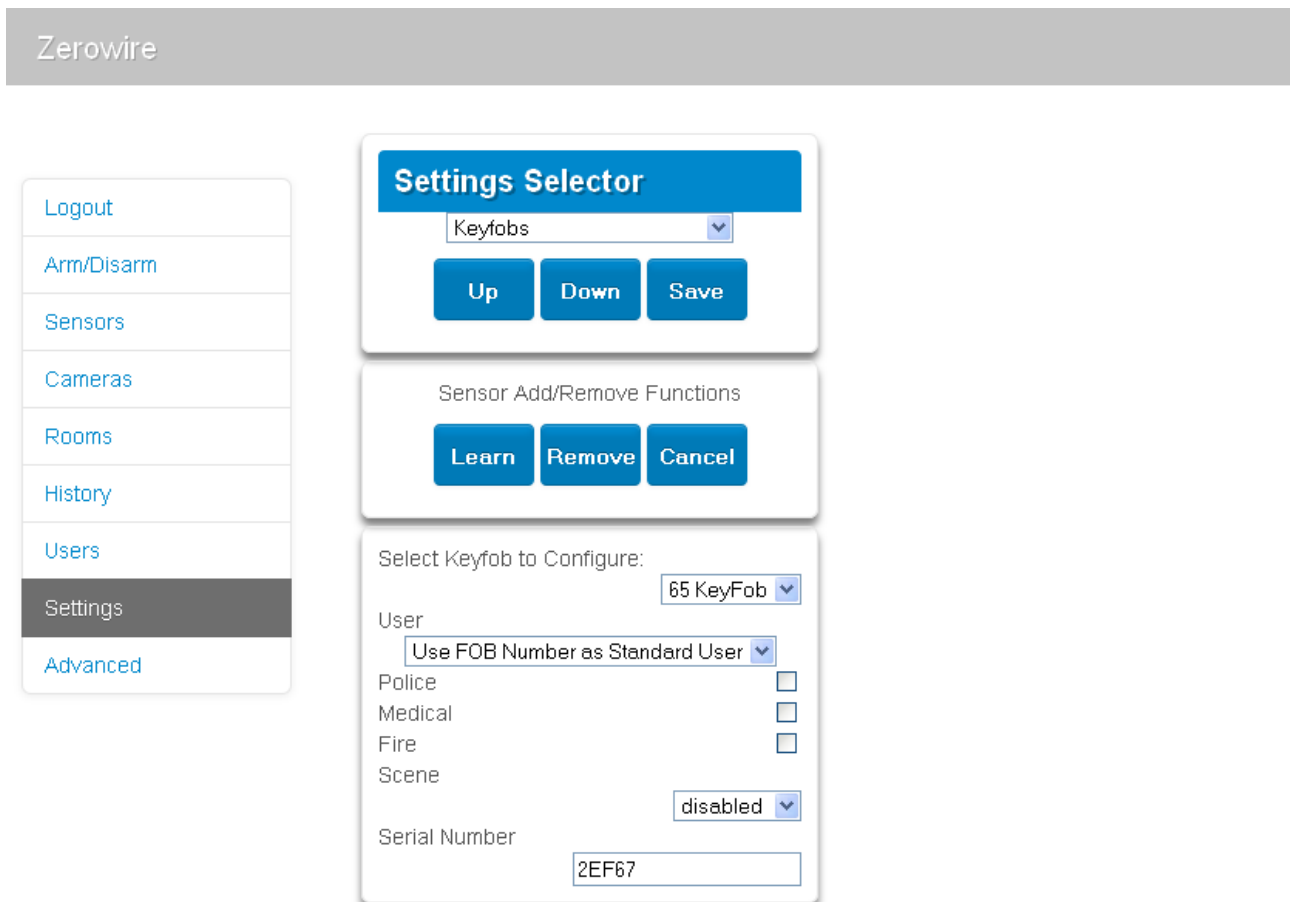 Zerowire
Logout
Arm/Disarm
Sensors
Cameras
Rooms
History
Users
Settings
Advanced
Settings Selector
Keyfobs
Up Down Save
Sensor Add/Remove Functions
Learn Remove Cancel
Select Keyfob to Configure:
65 KeyFob
User
Use FOB Number as Standard User
Police
Medical
Fire
Scene
disabled
Serial Number
2EF67